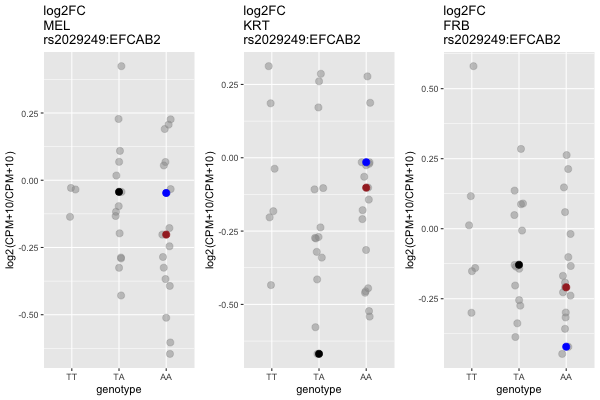 log2FC
MEL
rs2029249:EFCAB2
log2(CPM+10/CPM+10)
0.25
0.00
-0.25
-0.50
TT
TA
AA
genotype
log2FC
KRT
rs2029249:EFCAB2
log2(CPM+10/CPM+10)
0.25
0.00
-0.25
-0.50
TT
TA
AA
genotype
log2FC
FRB
rs2029249:EFCAB2
log2(CPM+10/CPM+10)
0.50
0.25
0.00
-0.25
TT
TA
AA
genotype